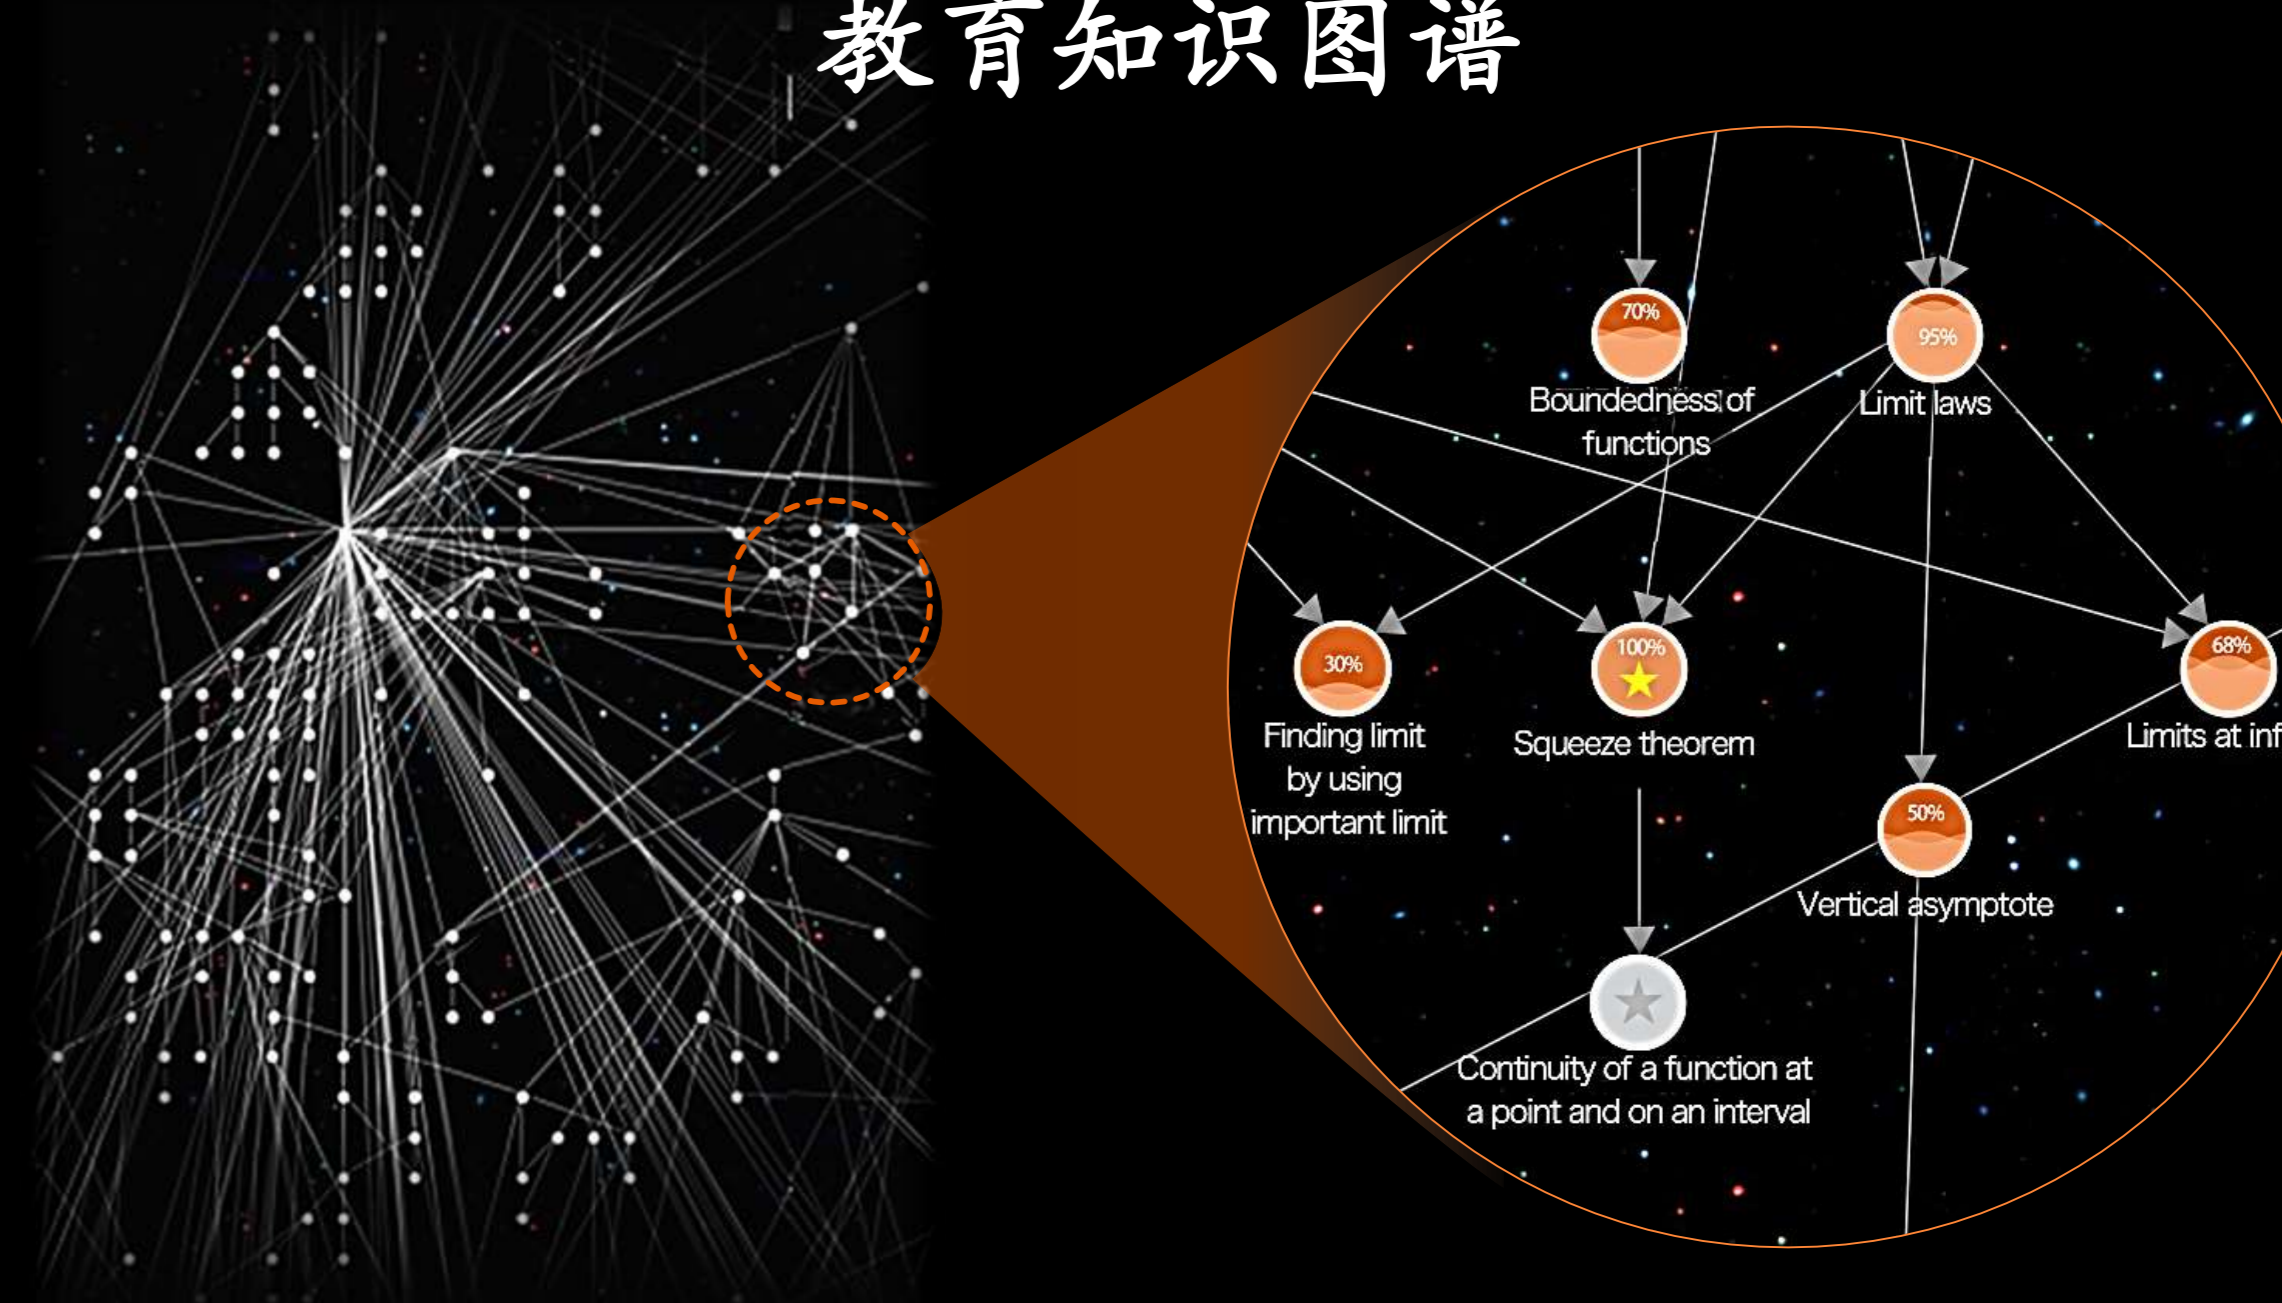 教育知识图谱
70%
Boundedness of
functions
95%
Limit laws
30%
Finding limit
by using
important limit
100%
Squeeze theorem
68%
Limits at inf
50%
Vertical asymptote
Continuity of a function at
a point and on an interval